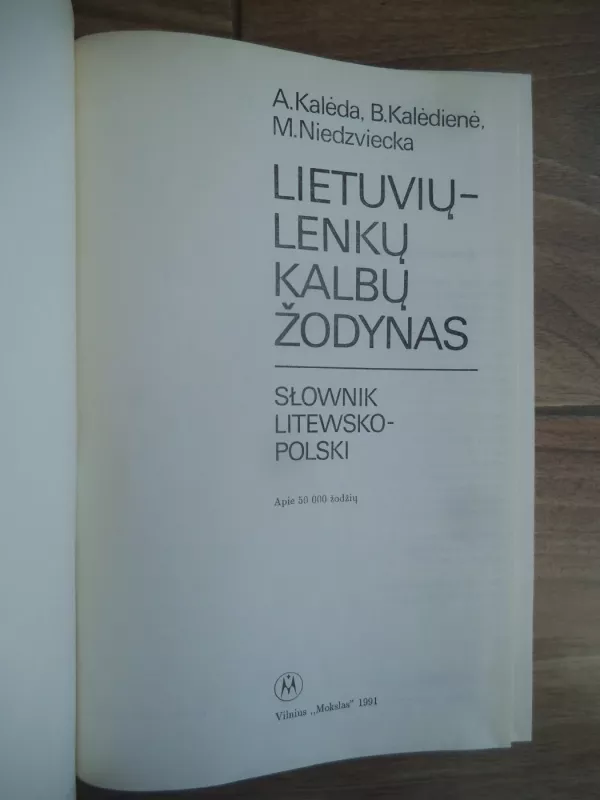 A.Kalėda, B.Kalėdienė,
M.Niedzviecka
LIETUVIŲ-
LENKŲ
KALBŲ
ŽODYNAS
SŁOWNIK
LITEWSKO-
POLSKI
Apie 50 000 žodžių
M
Vilnius „Mokslas" 1991